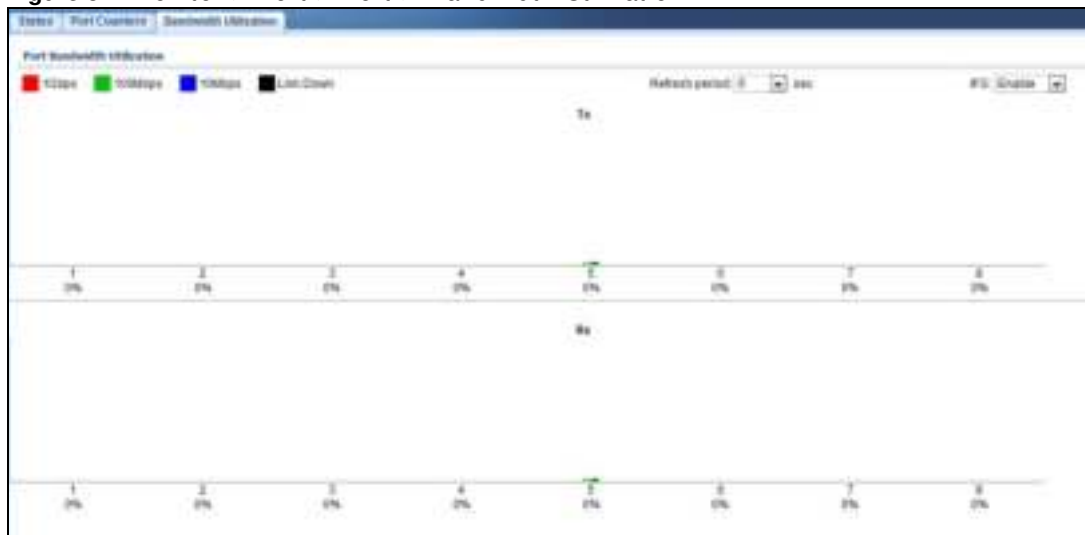 Status Port Counters Bandwidth Utilization
Port Bandwidth Utilization
1Gbps 100Mbps 10Mbps Link Down Refresh period: sec IFG: Enable
Tx
1 2 3 4 5 6 7 8
0% 0% 0% 0% 0% 0% 0% 0%
Rx
1 2 3 4 5 6 7 8
0% 0% 0% 0% 0% 0% 0% 0%